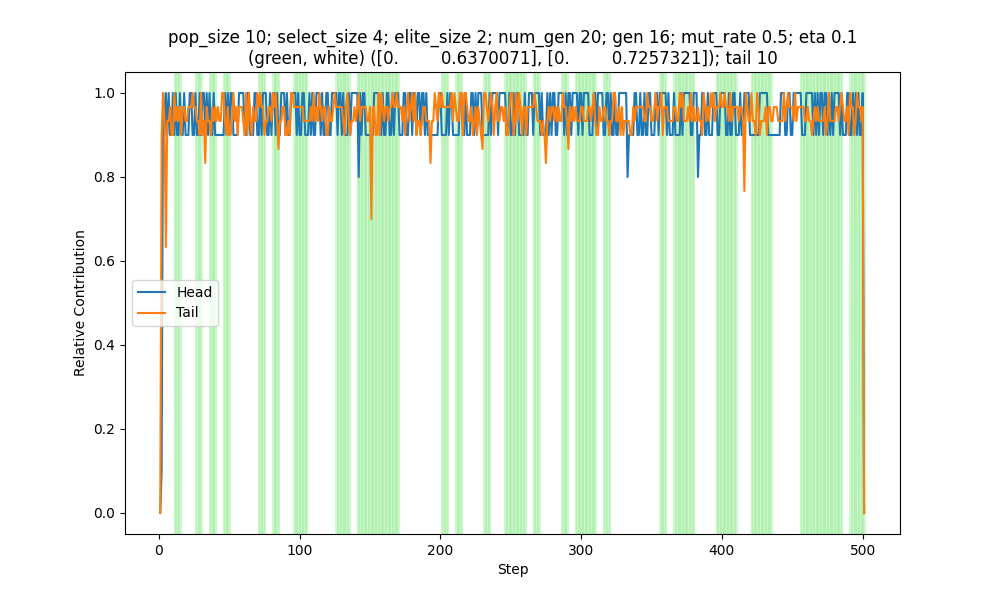 pop_size 10; select_size 4; elite_size 2; num_gen 20; gen 16; mut_rate 0.5; eta 0.1
(green, white) ([0.        0.6370071], [0.        0.7257321]); tail 10
1.0
0.8
0.6
0.4
0.2
0.0
Relative Contribution
Head
Tail
0
100
200
300
400
500
Step